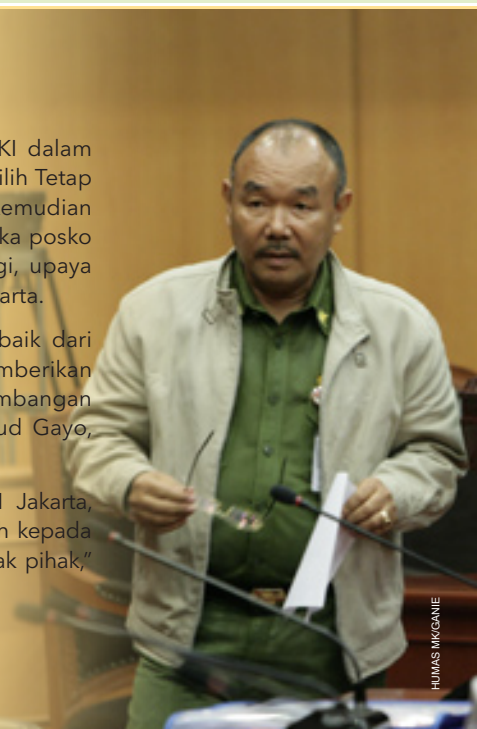 KI dalam
ilih Tetap
emudian
ka posko
gi, upaya
arta.
baik dari
mberikan
mbangan
ud Gayo,
I Jakarta,
n kepada
ak pihak,”
HUMAS MK/GANIE